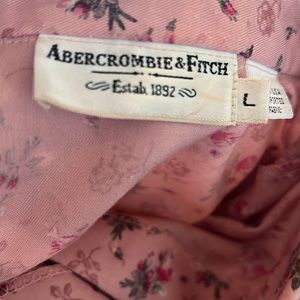 ABERCROMBIE & FITCH
Estab. 1892
L